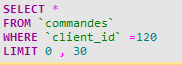 SELECT *
FROM `commandes`
WHERE `client_id` =120
LIMIT 0 , 30